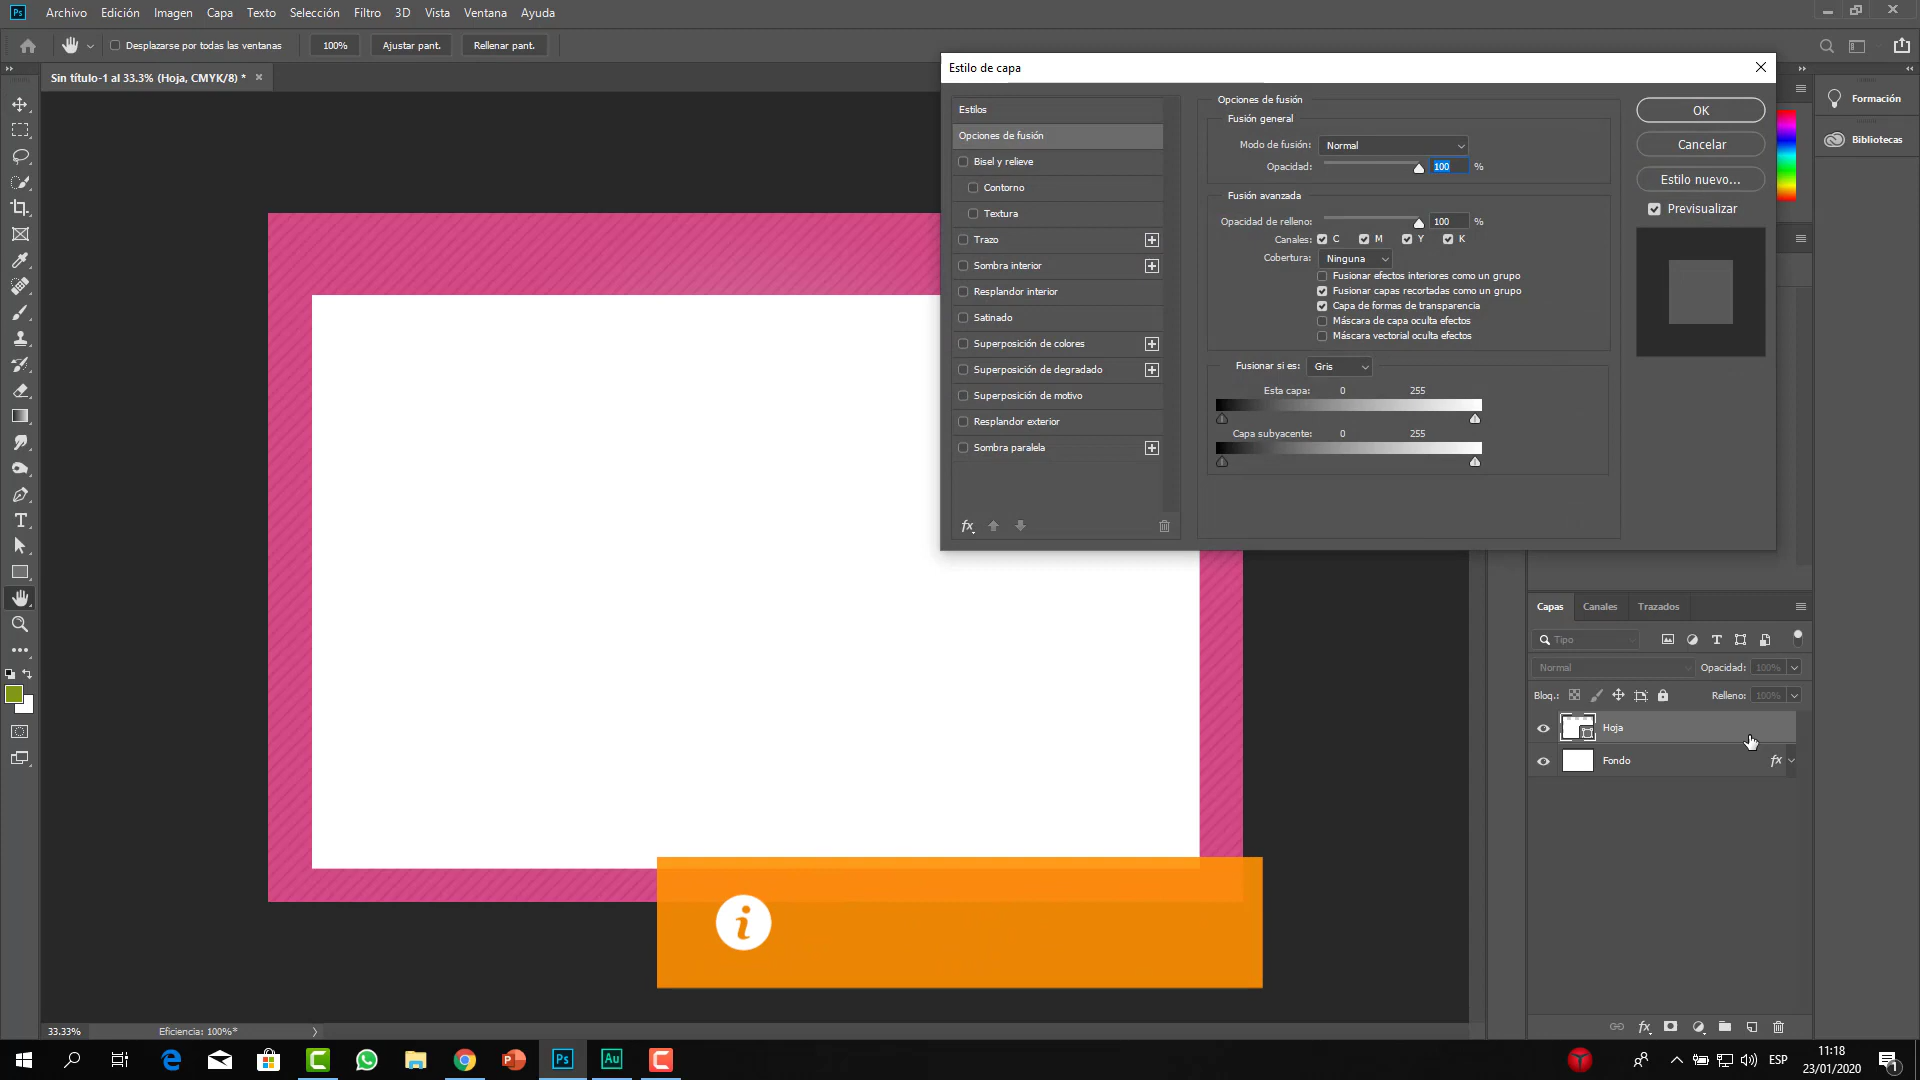 Ps Archivo Edición Imagen Capa Texto Selección Filtro 3D Vista Ventana Ayuda
Desplazarse por todas las ventanas 100% Ajustar pant. Rellenar pant.
Sin título-1 al 33.3% (Hoja, CMYK/8) *
Estilo de capa
Estilos
Opciones de fusión
Bisel y relieve
Contorno
Textura
Trazo
Sombra interior
Resplandor interior
Satinado
Superposición de colores
Superposición de degradado
Superposición de motivo
Resplandor exterior
Sombra paralela
fx
Opciones de fusión
Fusión general
Modo de fusión: Normal
Opacidad: 100 %
Fusión avanzada
Opacidad de relleno: 100 %
Canales: C M Y K
Cobertura: Ninguna
Fusionar efectos interiores como un grupo
Fusionar capas recortadas como un grupo
Capa de formas de transparencia
Máscara de capa oculta efectos
Máscara vectorial oculta efectos
Fusionar si es: Gris
Esta capa: 0 255
Capa subyacente: 0 255
OK
Cancelar
Estilo nuevo...
Previsualizar
Formación
Bibliotecas
Capas Canales Trazados
Tipo
Normal Opacidad: 100%
Bloq.: Relleno: 100%
Hoja
Fondo fx
fx
i
33.33% Eficiencia: 100%*
Ps Au ESP
11:18
23/01/2020
1